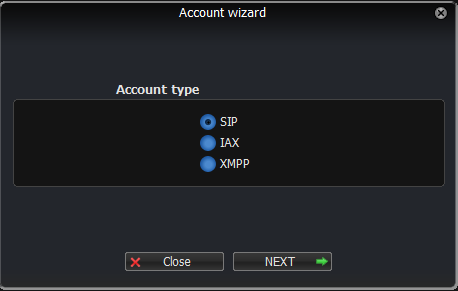 Account wizard
Account type
SIP
IAX
XMPP
Close
NEXT